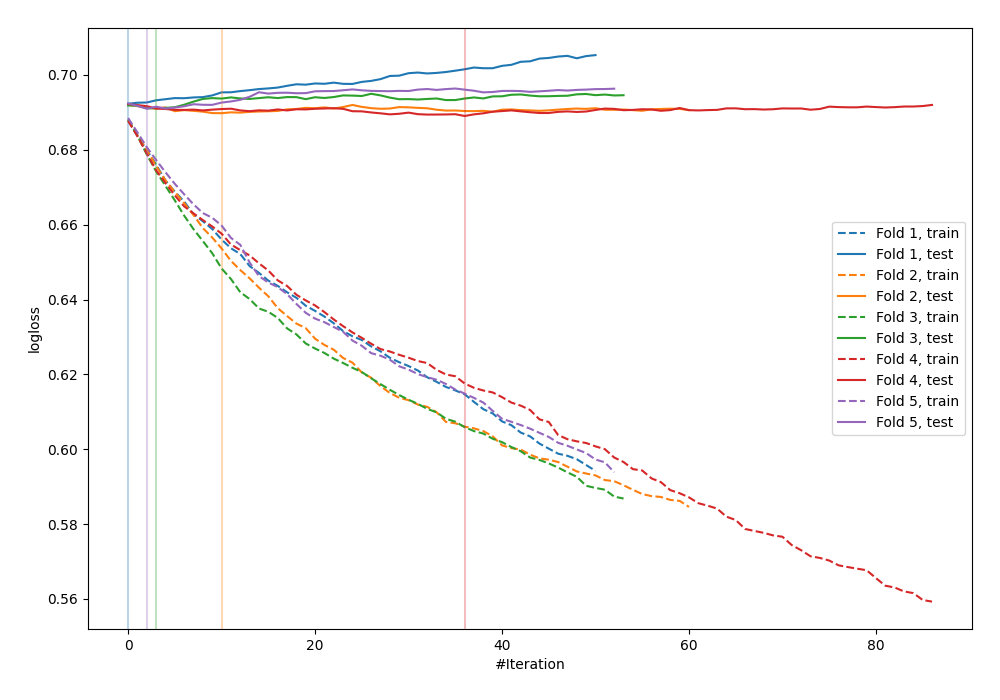 0.70
0.68
0.66
0.64
0.62
0.60
0.58
0.56
logloss
0
20
40
60
80
#Iteration
Fold 1, train
Fold 1, test
Fold 2, train
Fold 2, test
Fold 3, train
Fold 3, test
Fold 4, train
Fold 4, test
Fold 5, train
Fold 5, test